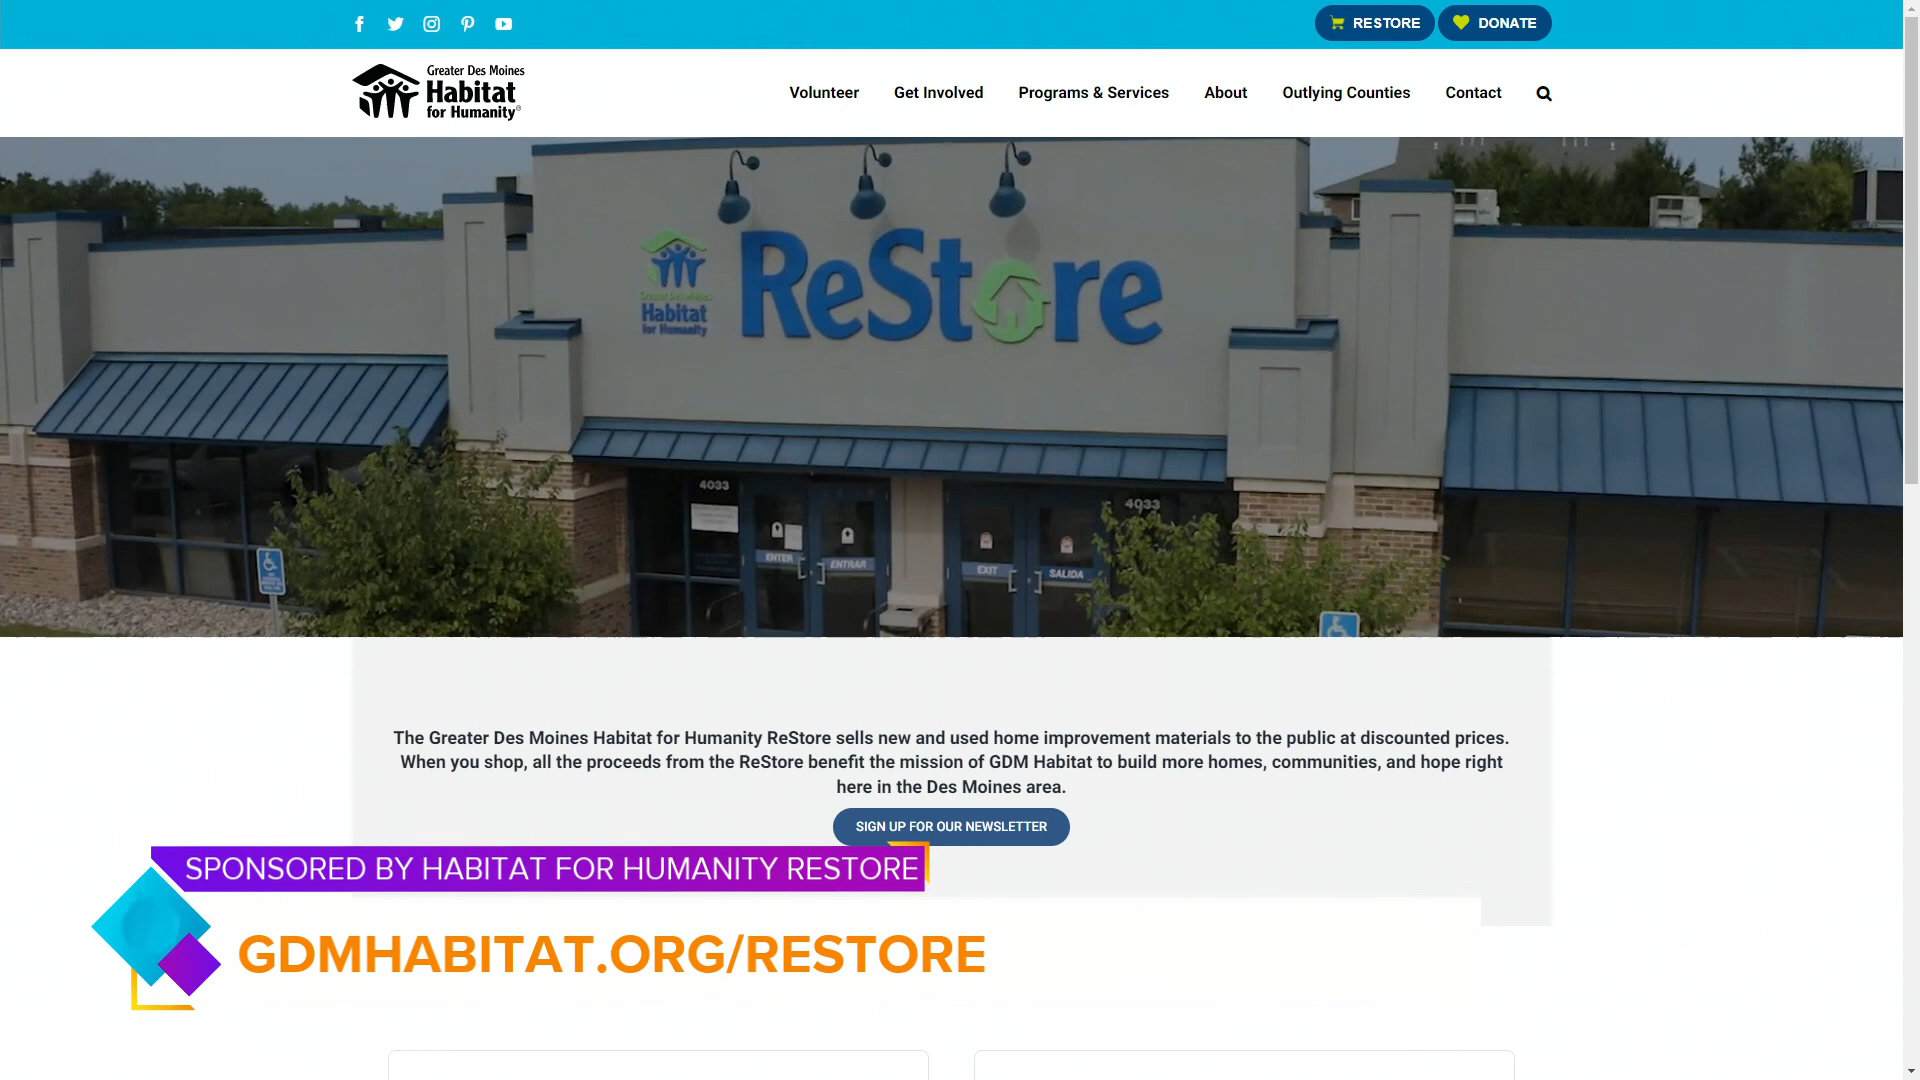 RESTORE
DONATE
Greater Des Moines
Habitat
for Humanity®
Volunteer
Get Involved
Programs & Services
About
Outlying Counties
Contact
ReStore
Greater Des Moines
Habitat
for Humanity
4033
4033
ENTER
ENTRAR
EXIT
SALIDA
The Greater Des Moines Habitat for Humanity ReStore sells new and used home improvement materials to the public at discounted prices.
When you shop, all the proceeds from the ReStore benefit the mission of GDM Habitat to build more homes, communities, and hope right
here in the Des Moines area.
SIGN UP FOR OUR NEWSLETTER
SPONSORED BY HABITAT FOR HUMANITY RESTORE
GDMHABITAT.ORG/RESTORE